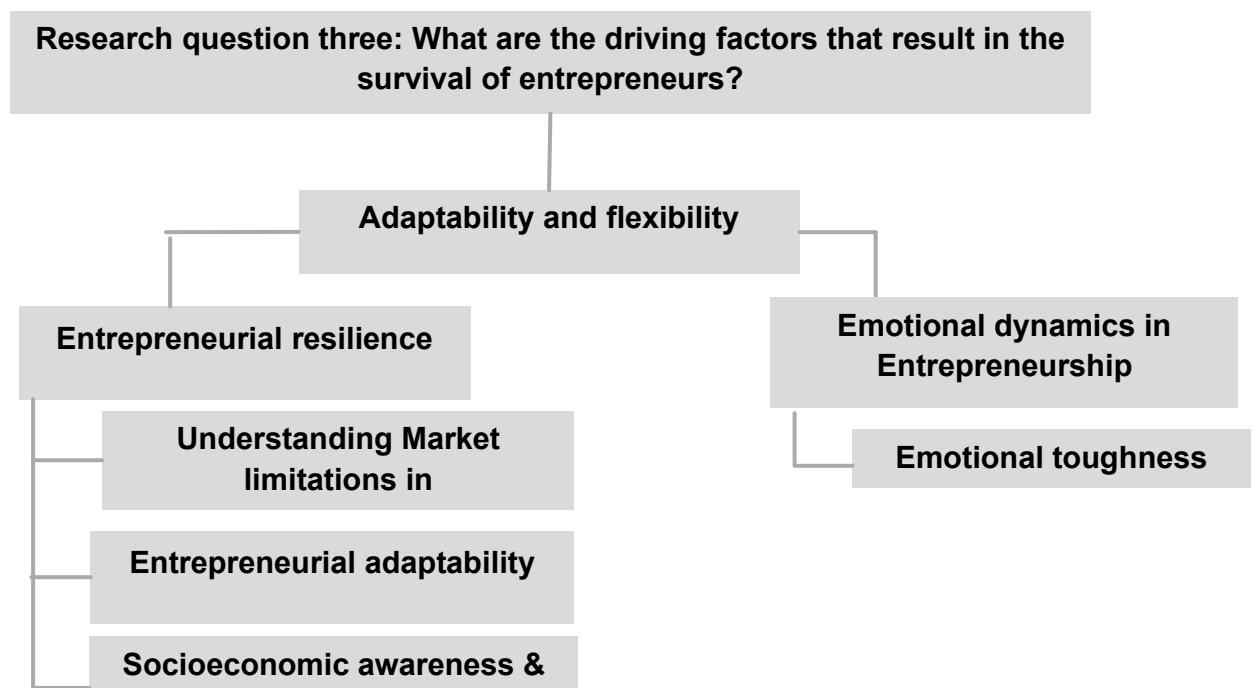 Research question three: What are the driving factors that result in the
survival of entrepreneurs?
Adaptability and flexibility
Entrepreneurial resilience
Emotional dynamics in
Entrepreneurship
Understanding Market
limitations in
Emotional toughness
Entrepreneurial adaptability
Socioeconomic awareness &